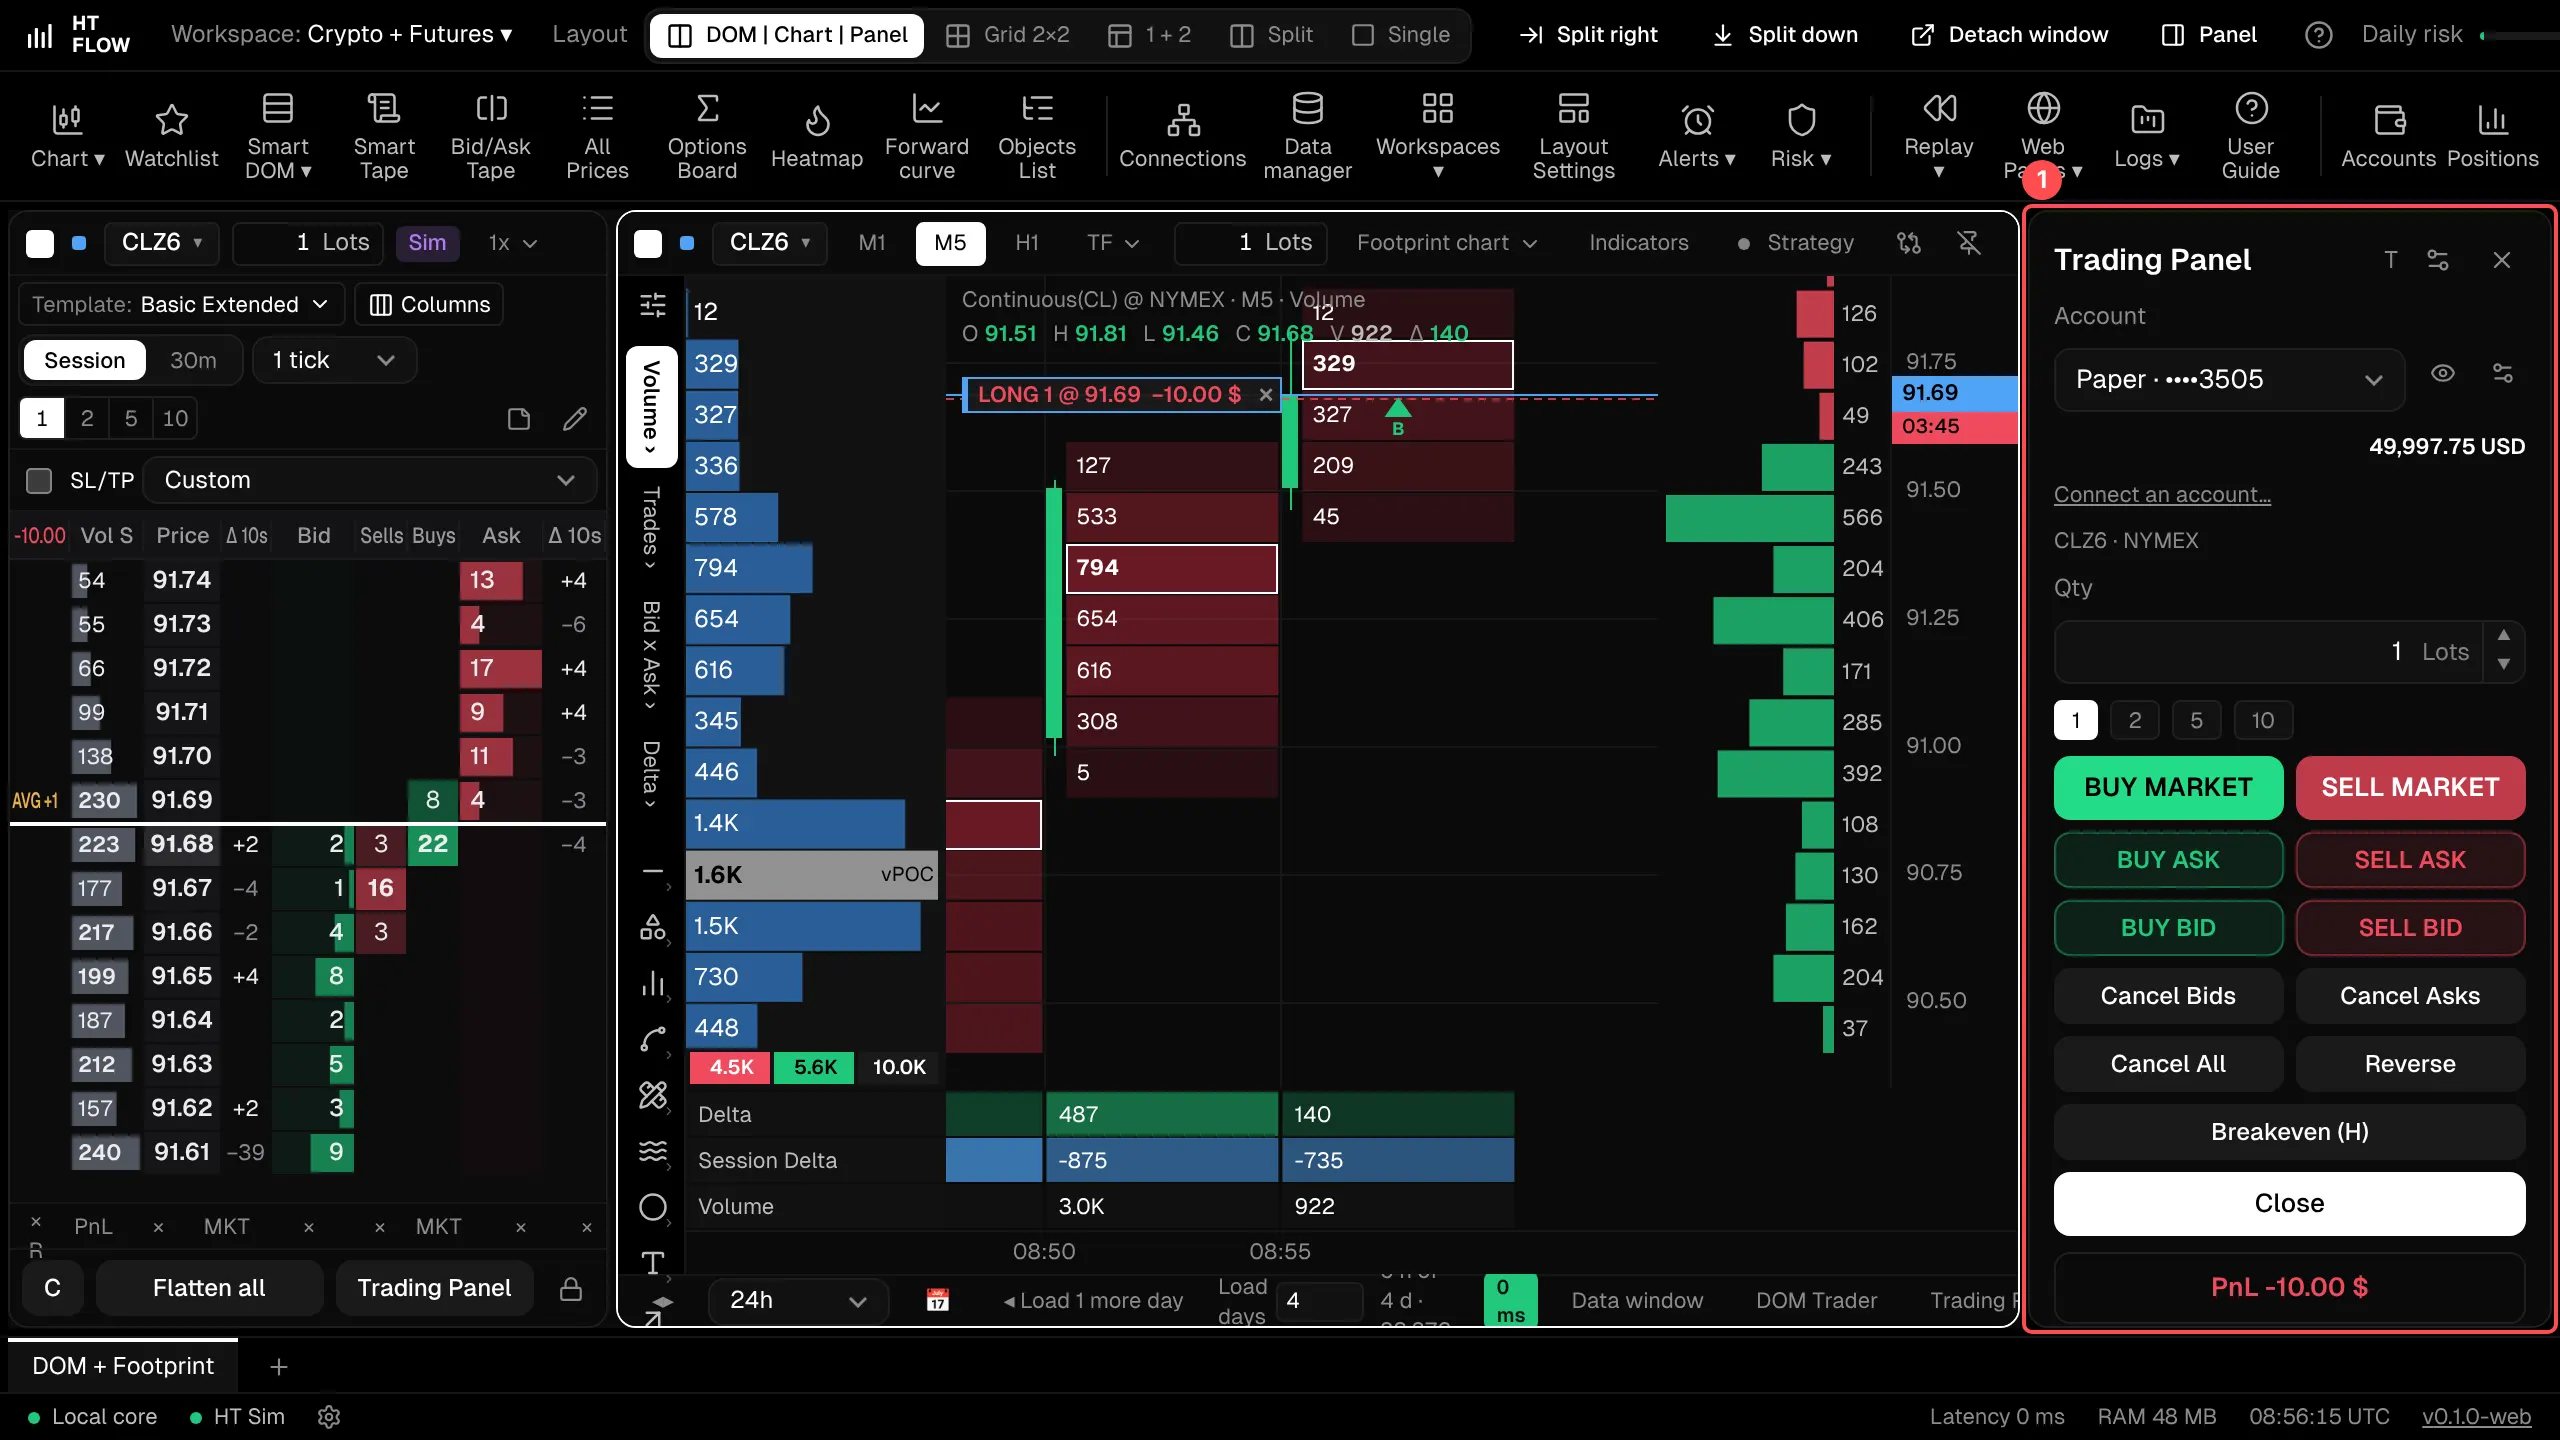 HT FLOW
Workspace: Crypto + Futures ▾
Layout
DOM | Chart | Panel
Grid 2×2
1 + 2
Split
Single
Split right
Split down
Detach window
Panel
Daily risk
Chart ▾
Watchlist
Smart DOM ▾
Smart Tape
Bid/Ask Tape
All Prices
Options Board
Heatmap
Forward curve
Objects List
Connections
Data manager
Workspaces ▾
Layout Settings
Alerts ▾
Risk ▾
Replay ▾
Web
1
Logs ▾
User Guide
Accounts
Positions
CLZ6 ▾
1 Lots
Sim
1x
Template: Basic Extended
Columns
Session
30m
1 tick
1 2 5 10
SL/TP
Custom
-10.00 Vol S Price Δ 10s Bid Sells Buys Ask Δ 10s
54 91.74 13 +4
55 91.73 4 −6
66 91.72 17 +4
99 91.71 9 +4
138 91.70 11 −3
AVG +1 230 91.69 8 4 −3
223 91.68 +2 2 3 22 −4
177 91.67 −4 1 16
217 91.66 −2 4 3
199 91.65 +4 8
187 91.64 2
212 91.63 5
157 91.62 +2 3
240 91.61 −39 9
× PnL × MKT × × MKT × ×
R
C
Flatten all
Trading Panel
CLZ6 ▾
M1
M5
H1
TF
1 Lots
Footprint chart
Indicators
Strategy
Volume ›
Trades ›
Bid x Ask ›
Delta ›
T
Continuous(CL) @ NYMEX · M5 · Volume
O 91.51 H 91.81 L 91.46 C 91.68 V 922 Δ 140
LONG 1 @ 91.69 −10.00 $ ×
12
329
327
336
578
794
654
616
345
446
1.4K
1.6K vPOC
1.5K
730
448
4.5K 5.6K 10.0K
127
533
794
654
616
308
5
12
329
327
209
45
B
126
102
49
243
566
204
406
171
285
392
108
130
162
204
37
91.75
91.69
03:45
91.50
91.25
91.00
90.75
90.50
Delta 487 140
Session Delta -875 -735
Volume 3.0K 922
08:50 08:55
24h
17
◂ Load 1 more day
Load days
4
4 d ·
0 ms
Data window
DOM Trader
Trading
Trading Panel
T
Account
Paper · ••••3505
49,997.75 USD
Connect an account…
CLZ6 · NYMEX
Qty
1 Lots
1 2 5 10
BUY MARKET
SELL MARKET
BUY ASK
SELL ASK
BUY BID
SELL BID
Cancel Bids
Cancel Asks
Cancel All
Reverse
Breakeven (H)
Close
PnL -10.00 $
DOM + Footprint
+
Local core
HT Sim
Latency 0 ms
RAM 48 MB
08:56:15 UTC
v0.1.0-web